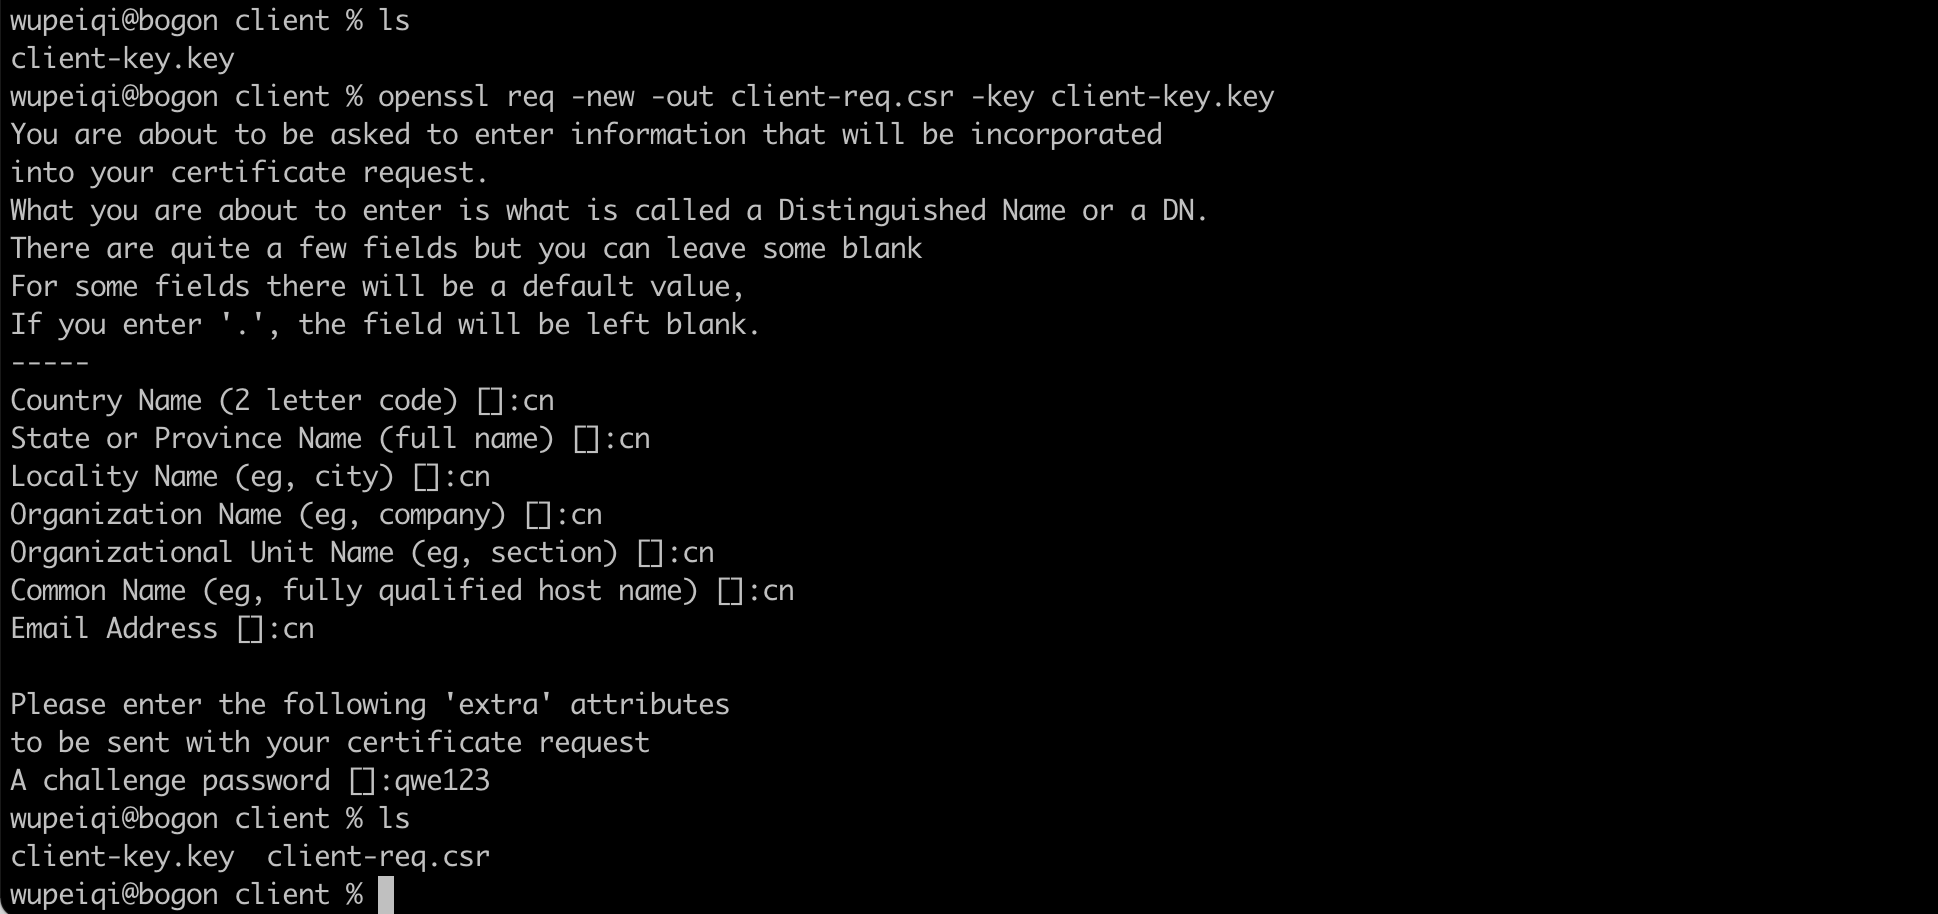 wupeiqi@bogon client % ls
client-key.key
wupeiqi@bogon client % openssl req -new -out client-req.csr -key client-key.key
You are about to be asked to enter information that will be incorporated
into your certificate request.
What you are about to enter is what is called a Distinguished Name or a DN.
There are quite a few fields but you can leave some blank
For some fields there will be a default value,
If you enter '.', the field will be left blank.
-----
Country Name (2 letter code) []:cn
State or Province Name (full name) []:cn
Locality Name (eg, city) []:cn
Organization Name (eg, company) []:cn
Organizational Unit Name (eg, section) []:cn
Common Name (eg, fully qualified host name) []:cn
Email Address []:cn

Please enter the following 'extra' attributes
to be sent with your certificate request
A challenge password []:qwe123
wupeiqi@bogon client % ls
client-key.key  client-req.csr
wupeiqi@bogon client %